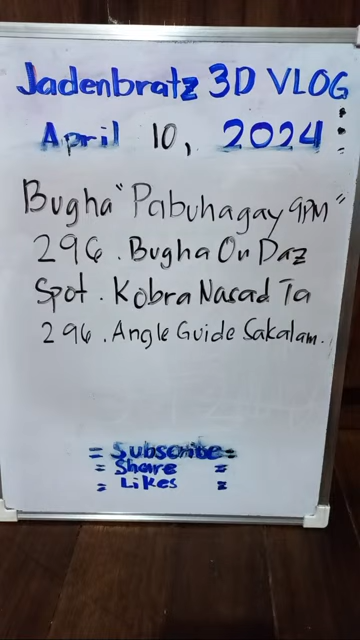 Jadenbratz 3D VLOG
April 10, 2024
Bugha "Pabuhagay 9PM"
296 . Bugha On Daz
Spot . Kobra Nasad Ta
296 . Angle Guide Sakalam.
= Subscribe =
= Share =
= Likes =